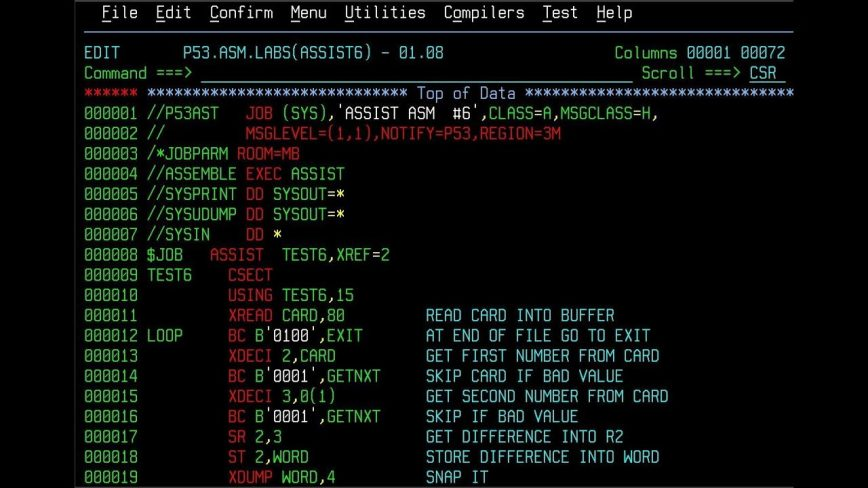 File Edit Confirm Menu Utilities Compilers Test Help
EDIT P53.ASM.LABS(ASSIST6) - 01.08 Columns 00001 00072
Command ===> Scroll ===> CSR
****** ***************************** Top of Data ******************************
000001 //P53AST JOB (SYS),'ASSIST ASM #6',CLASS=A,MSGCLASS=H,
000002 // MSGLEVEL=(1,1),NOTIFY=P53,REGION=3M
000003 /*JOBPARM ROOM=MB
000004 //ASSEMBLE EXEC ASSIST
000005 //SYSPRINT DD SYSOUT=*
000006 //SYSUDUMP DD SYSOUT=*
000007 //SYSIN DD *
000008 $JOB ASSIST TEST6,XREF=2
000009 TEST6 CSECT
000010 USING TEST6,15
000011 XREAD CARD,80 READ CARD INTO BUFFER
000012 LOOP BC B'0100',EXIT AT END OF FILE GO TO EXIT
000013 XDECI 2,CARD GET FIRST NUMBER FROM CARD
000014 BC B'0001',GETNXT SKIP CARD IF BAD VALUE
000015 XDECI 3,0(1) GET SECOND NUMBER FROM CARD
000016 BC B'0001',GETNXT SKIP IF BAD VALUE
000017 SR 2,3 GET DIFFERENCE INTO R2
000018 ST 2,WORD STORE DIFFERENCE INTO WORD
000019 XDUMP WORD,4 SNAP IT